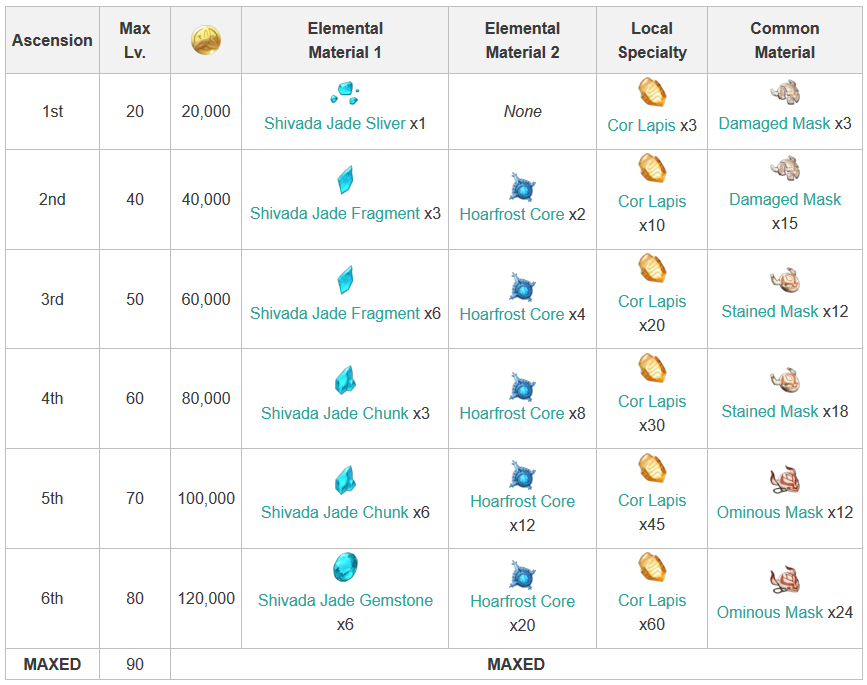 Ascension Max Lv. Elemental Material 1 Elemental Material 2 Local Specialty Common Material
1st 20 20,000 Shivada Jade Sliver x1 None Cor Lapis x3 Damaged Mask x3
2nd 40 40,000 Shivada Jade Fragment x3 Hoarfrost Core x2 Cor Lapis x10 Damaged Mask x15
3rd 50 60,000 Shivada Jade Fragment x6 Hoarfrost Core x4 Cor Lapis x20 Stained Mask x12
4th 60 80,000 Shivada Jade Chunk x3 Hoarfrost Core x8 Cor Lapis x30 Stained Mask x18
5th 70 100,000 Shivada Jade Chunk x6 Hoarfrost Core x12 Cor Lapis x45 Ominous Mask x12
6th 80 120,000 Shivada Jade Gemstone x6 Hoarfrost Core x20 Cor Lapis x60 Ominous Mask x24
MAXED 90 MAXED